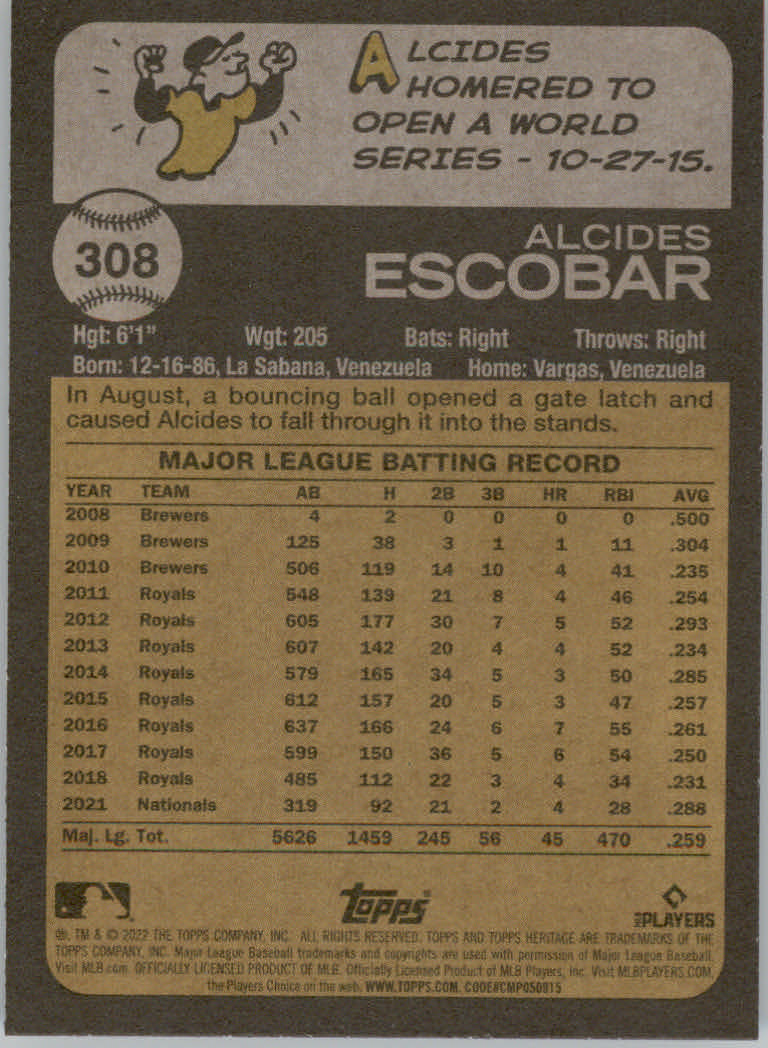 ALCIDES
HOMERED TO
OPEN A WORLD
SERIES - 10-27-15.
308
ALCIDES
ESCOBAR
Hgt: 6'1" Wgt: 205 Bats: Right Throws: Right
Born: 12-16-86, La Sabana, Venezuela Home: Vargas, Venezuela
In August, a bouncing ball opened a gate latch and
caused Alcides to fall through it into the stands.
MAJOR LEAGUE BATTING RECORD
YEAR TEAM AB H 2B 3B HR RBI AVG
2008 Brewers 4 2 0 0 0 0 .500
2009 Brewers 125 38 3 1 1 11 .304
2010 Brewers 506 119 14 10 4 41 .235
2011 Royals 548 139 21 8 4 46 .254
2012 Royals 605 177 30 7 5 52 .293
2013 Royals 607 142 20 4 4 52 .234
2014 Royals 579 165 34 5 3 50 .285
2015 Royals 612 157 20 5 3 47 .257
2016 Royals 637 166 24 6 7 55 .261
2017 Royals 599 150 36 5 6 54 .250
2018 Royals 485 112 22 3 4 34 .231
2021 Nationals 319 92 21 2 4 28 .288
Maj. Lg. Tot. 5626 1459 245 56 45 470 .259
Topps® MLB PLAYERS
®, TM & © 2022 THE TOPPS COMPANY, INC. ALL RIGHTS RESERVED. TOPPS AND TOPPS HERITAGE ARE TRADEMARKS OF THE
TOPPS COMPANY, INC. Major League Baseball trademarks and copyrights are used with permission of Major League Baseball.
Visit MLB.com. OFFICIALLY LICENSED PRODUCT OF MLB. Officially Licensed Product of MLB Players, Inc. Visit MLBPLAYERS.COM,
the Players Choice on the web. WWW.TOPPS.COM. CODE#CMP050915